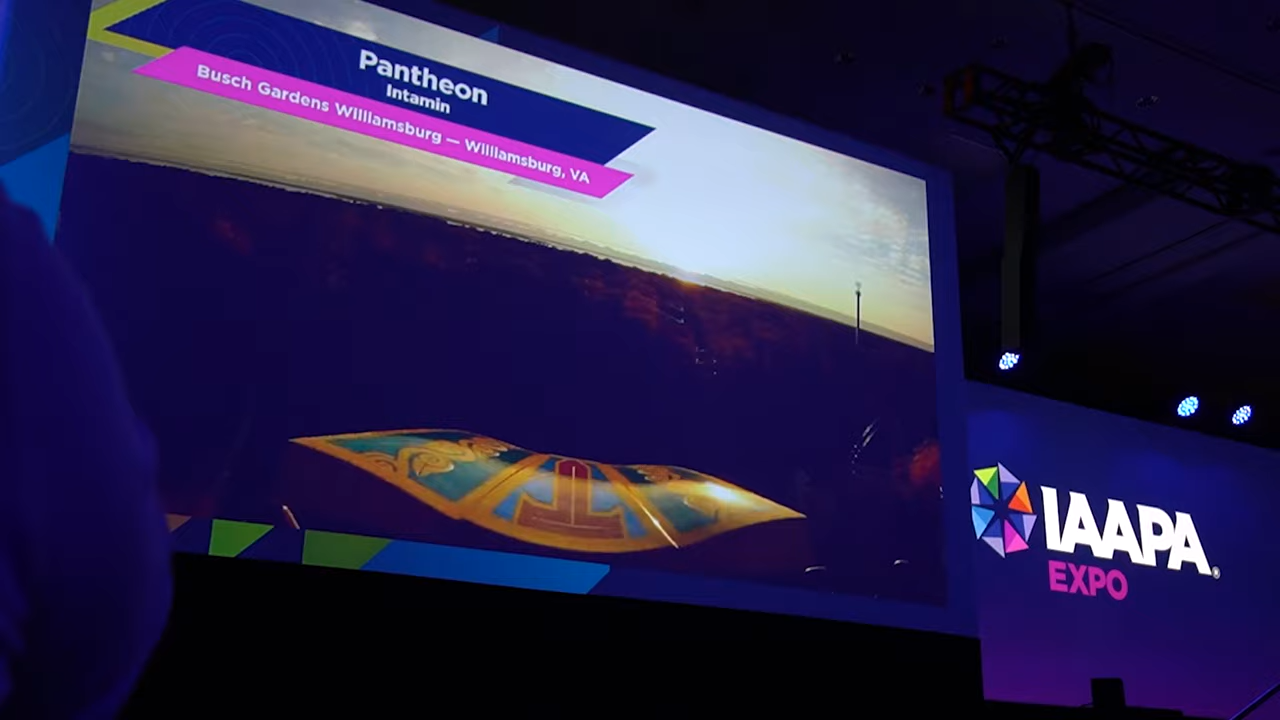 Pantheon
Intamin
Busch Gardens Williamsburg — Williamsburg, VA
IAAPA®
EXPO